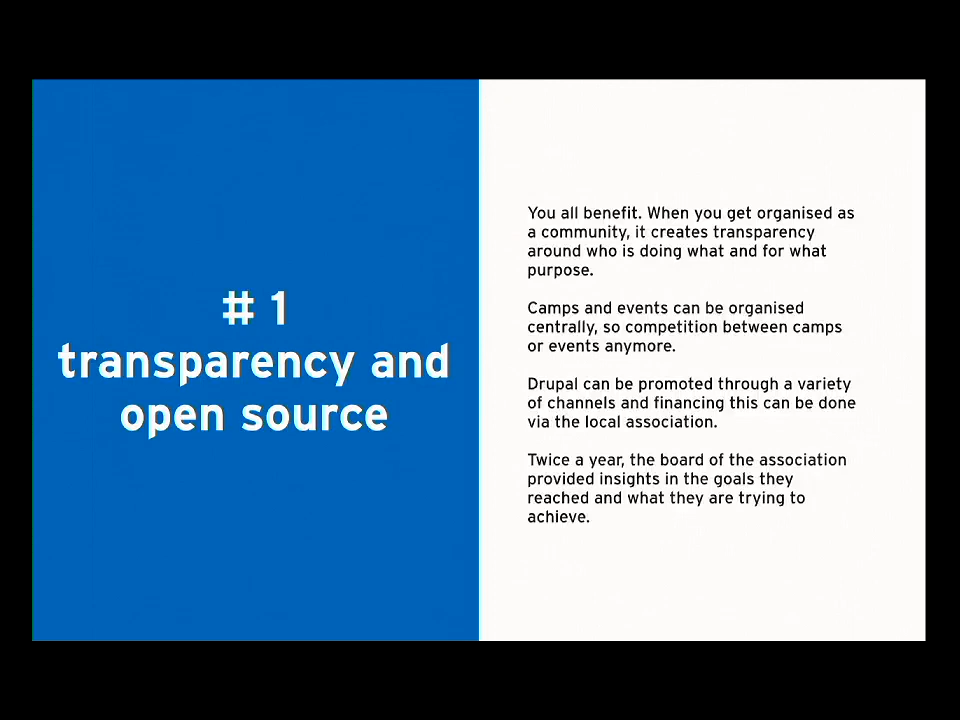 # 1
transparency and
open source
You all benefit. When you get organised as
a community, it creates transparency
around who is doing what and for what
purpose.
Camps and events can be organised
centrally, so competition between camps
or events anymore.
Drupal can be promoted through a variety
of channels and financing this can be done
via the local association.
Twice a year, the board of the association
provided insights in the goals they
reached and what they are trying to
achieve.